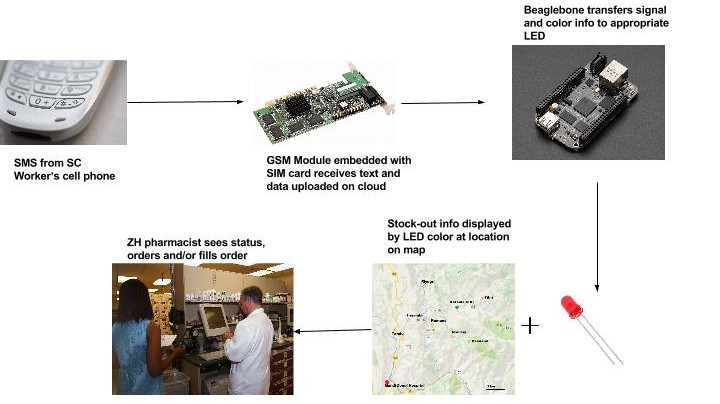 Beaglebone transfers signal
and color info to appropriate
LED
SMS from SC
Worker's cell phone
GSM Module embedded with
SIM card receives text and
data uploaded on cloud
Stock-out info displayed
by LED color at location
on map
ZH pharmacist sees status,
orders and/or fills order